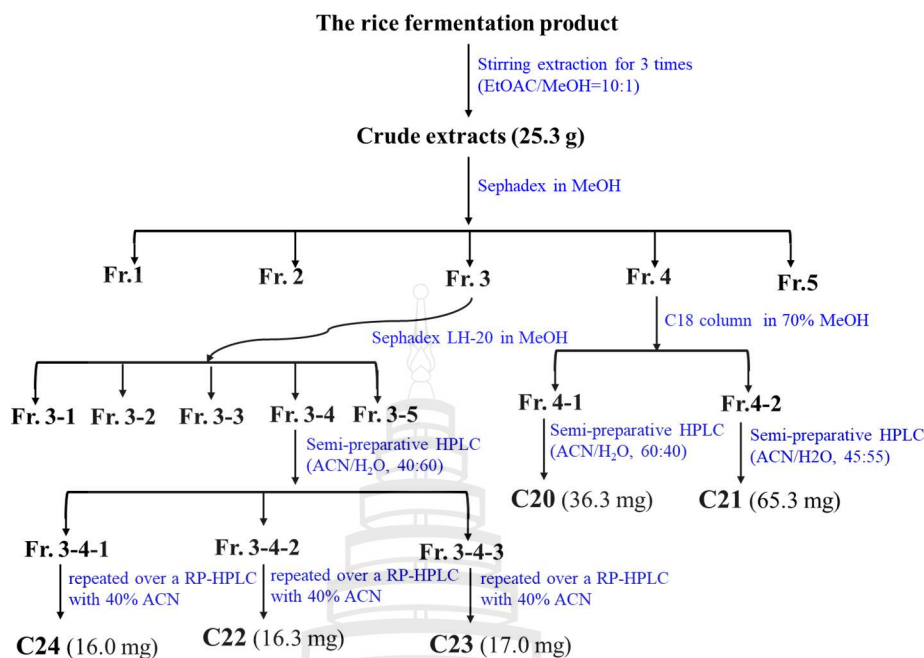 The rice fermentation product
Stirring extraction for 3 times
(EtOAC/MeOH=10:1)
Crude extracts (25.3 g)
Sephadex in MeOH
Fr.1
Fr. 2
Fr. 3
Fr. 4
Fr.5
C18 column in 70% MeOH
Sephadex LH-20 in MeOH
Fr. 3-1
Fr. 3-2
Fr. 3-3
Fr. 3-4
Fr. 3-5
Fr. 4-1
Fr.4-2
Semi-preparative HPLC
(ACN/H₂O, 40:60)
Semi-preparative HPLC
(ACN/H₂O, 60:40)
Semi-preparative HPLC
(ACN/H2O, 45:55)
C20 (36.3 mg)
C21 (65.3 mg)
Fr. 3-4-1
Fr. 3-4-2
Fr. 3-4-3
repeated over a RP-HPLC
with 40% ACN
repeated over a RP-HPLC
with 40% ACN
repeated over a RP-HPLC
with 40% ACN
C24 (16.0 mg)
C22 (16.3 mg)
C23 (17.0 mg)